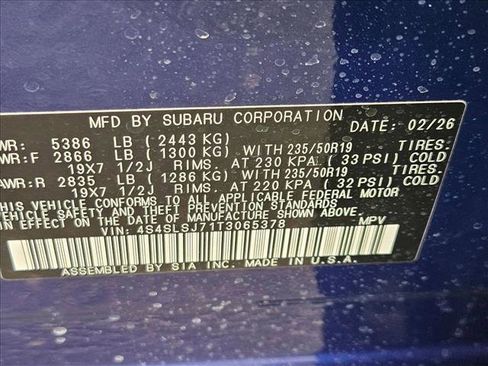 MFD BY SUBARU CORPORATION DATE: 02/26
WR: 5386 LB (2443 KG)
WR:F 2866 LB (1300 KG) WITH 235/50R19 TIRES.
19X7 1/2J RIMS. AT 230 KPA (33 PSI) COLD
AWR:R 2835 LB (1286 KG) WITH 235/50R19 TIRES.
19X7 1/2J RIMS. AT 220 KPA (32 PSI) COLD
THIS VEHICLE CONFORMS TO ALL APPLICABLE FEDERAL MOTOR
VEHICLE SAFETY, BUMPER, AND THEFT PREVENTION STANDARDS
IN EFFECT ON THE DATE OF MANUFACTURE SHOWN ABOVE.
VIN: 4S4SLSJ71T3065378 MPV
ASSEMBLED BY SIA INC. MADE IN U.S.A.